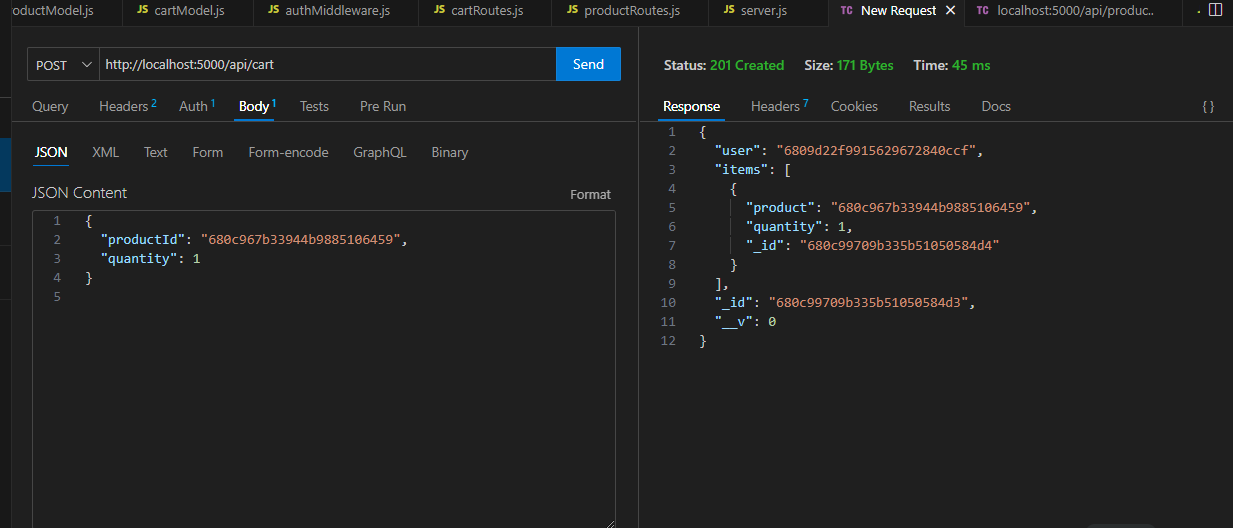 oductModel.js JS cartModel.js JS authMiddleware.js JS cartRoutes.js JS productRoutes.js JS server.js TC New Request TC localhost:5000/api/produc..
POST http://localhost:5000/api/cart Send
Query Headers 2 Auth 1 Body 1 Tests Pre Run
JSON XML Text Form Form-encode GraphQL Binary
JSON Content Format
1 {
2 "productId": "680c967b33944b9885106459",
3 "quantity": 1
4 }
5
Status: 201 Created Size: 171 Bytes Time: 45 ms
Response Headers 7 Cookies Results Docs { }
1 {
2 "user": "6809d22f9915629672840ccf",
3 "items": [
4 {
5 "product": "680c967b33944b9885106459",
6 "quantity": 1,
7 "_id": "680c99709b335b51050584d4"
8 }
9 ],
10 "_id": "680c99709b335b51050584d3",
11 "__v": 0
12 }